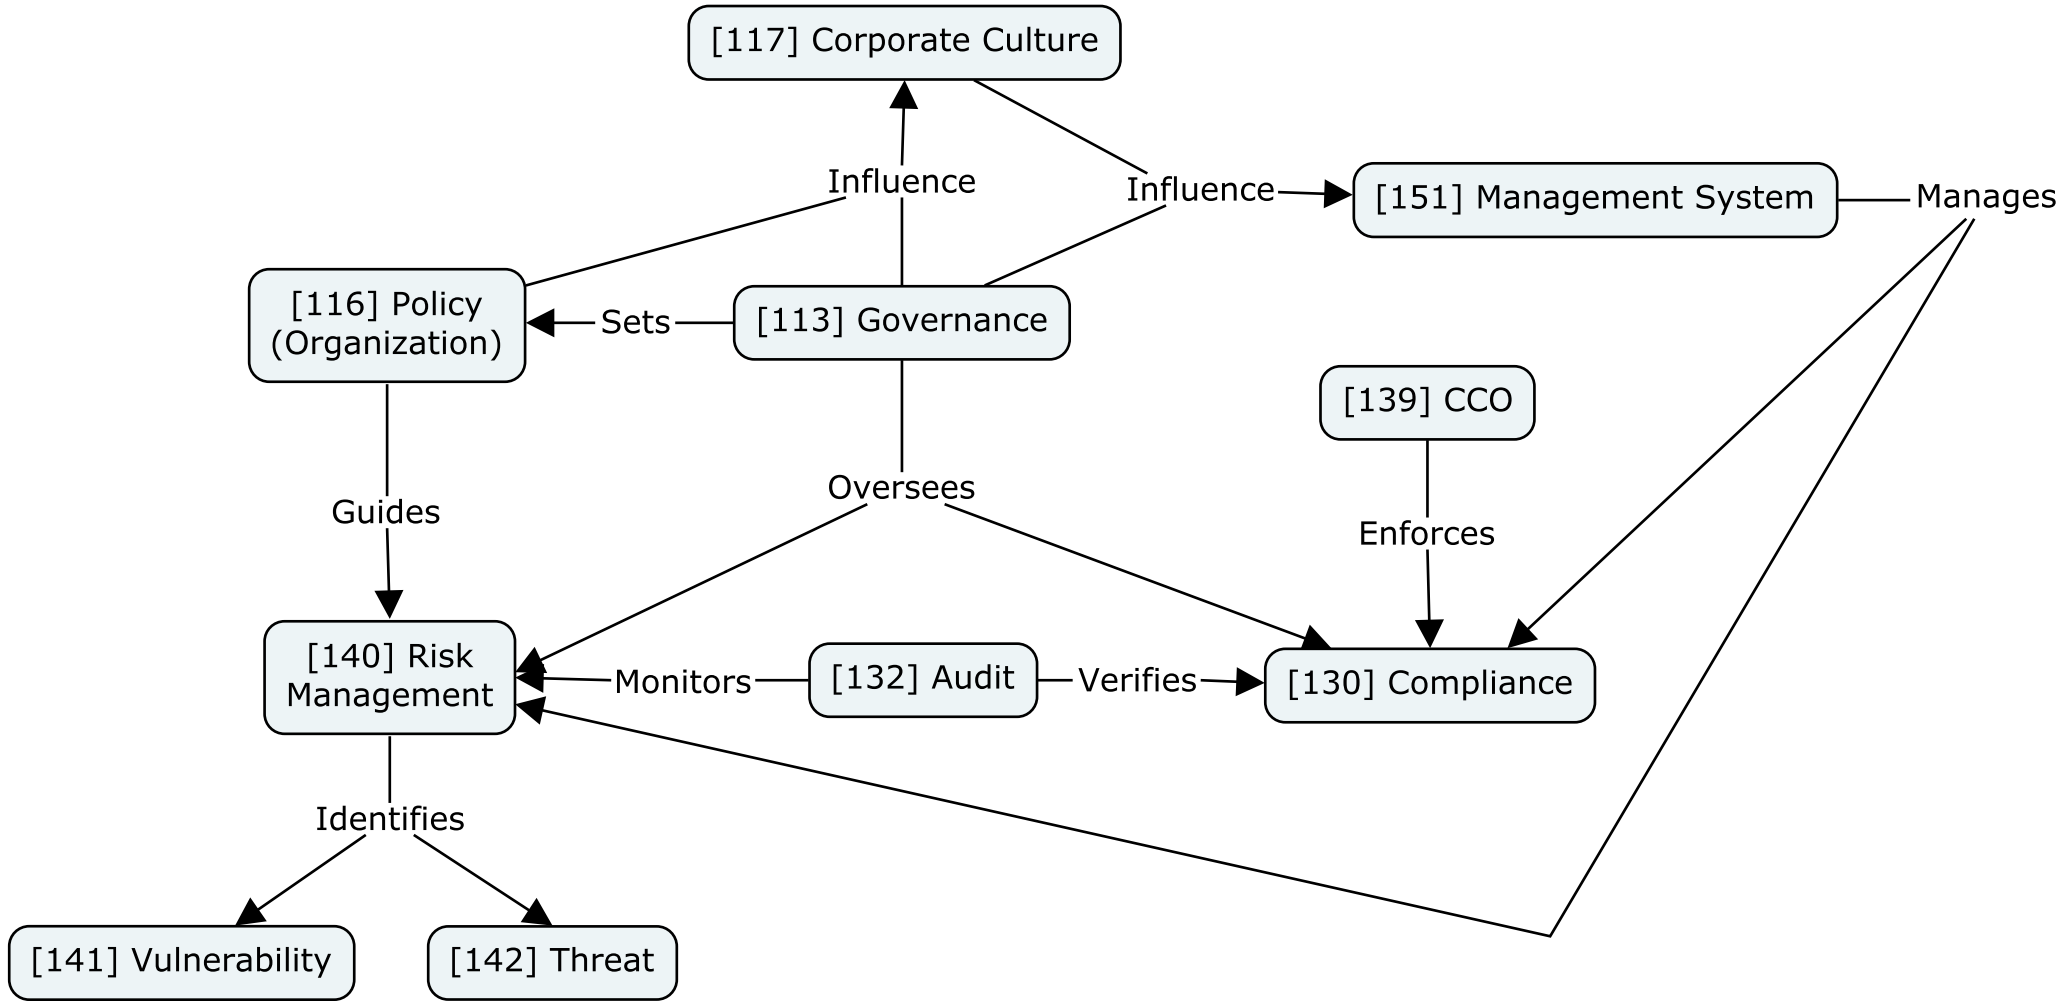 [117] Corporate Culture
Influence
Influence
[151] Management System
Manages
[116] Policy
(Organization)
Sets
[113] Governance
[139] CCO
Oversees
Guides
Enforces
[140] Risk
Management
Monitors
[132] Audit
Verifies
[130] Compliance
Identifies
[141] Vulnerability
[142] Threat